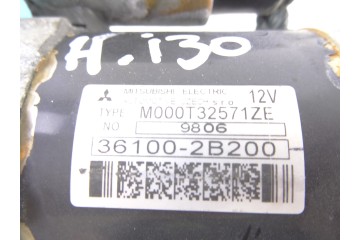 H.i30
MITSUBISHI ELECTRIC
12V
TYPE M000T32571ZE
NO 9806
36100-2B200